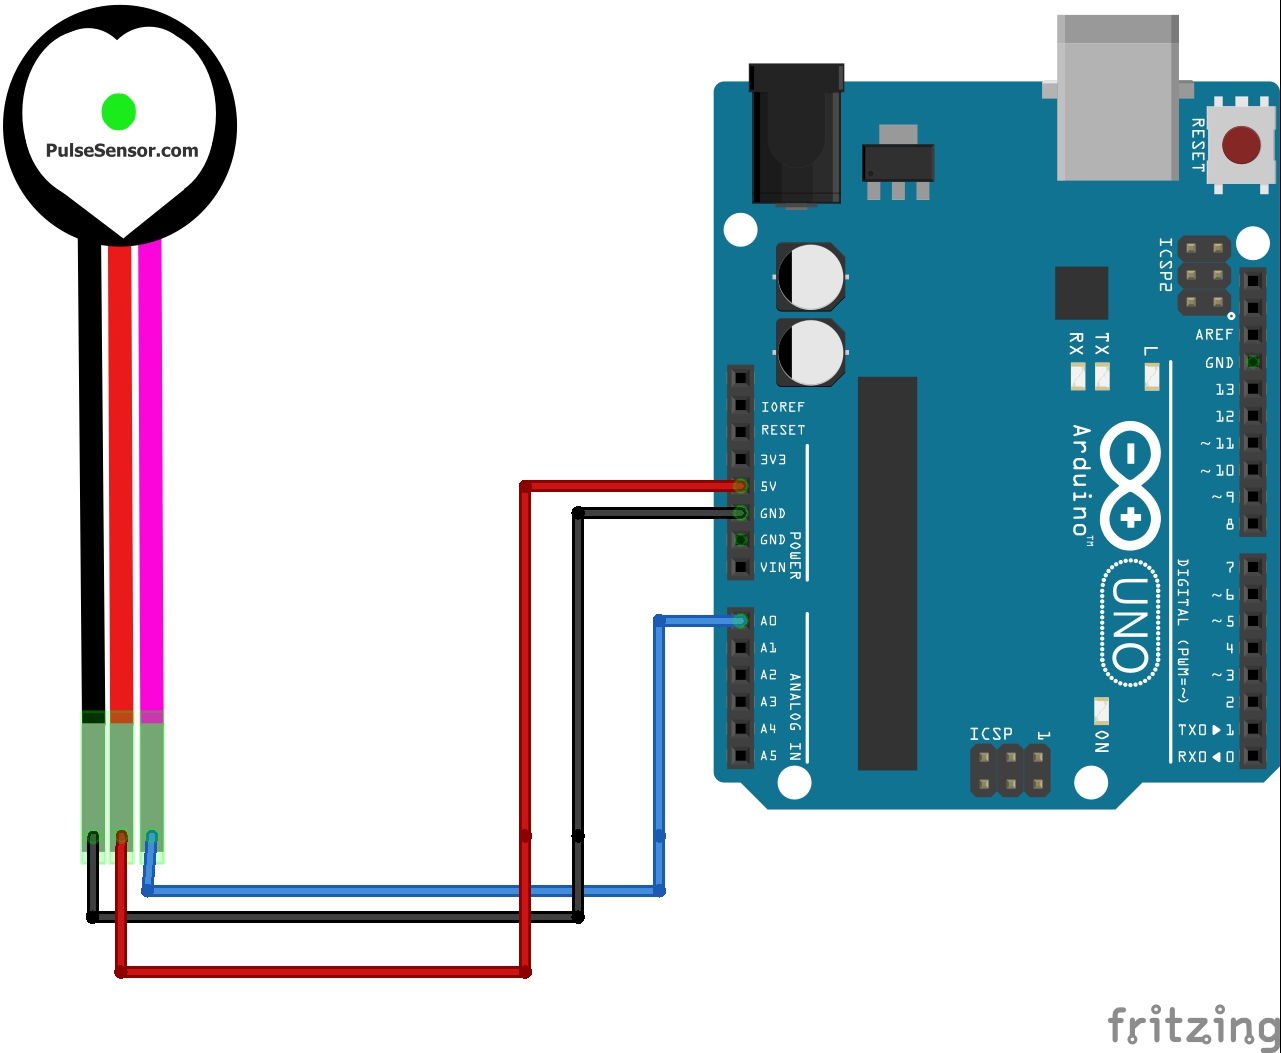 PulseSensor.com
RESET
ICSP2
AREF
GND
13
12
~11
~10
~9
8
7
~6
~5
4
~3
2
TX0▶1
RX0◀0
RX
TX
L
IOREF
RESET
3V3
5V
GND
GND
VIN
POWER
A0
A1
A2
A3
A4
A5
ANALOG IN
Arduino™
UNO
DIGITAL (PWM=~)
ICSP
1
ON
fritzing